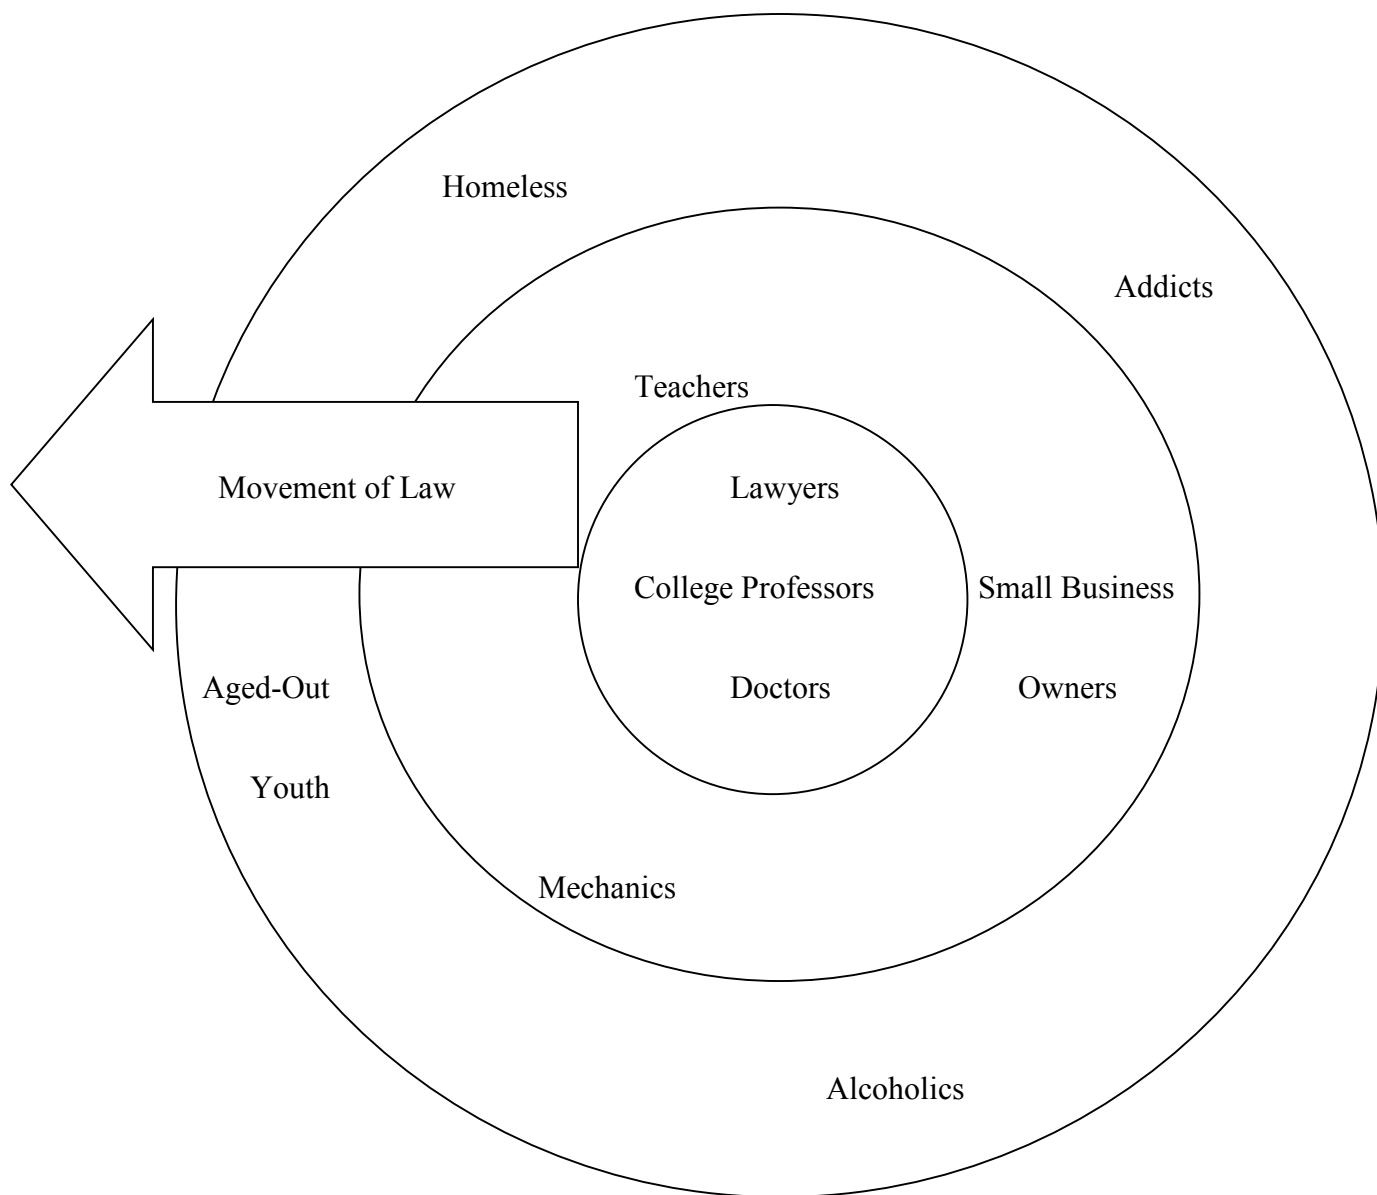 Homeless
Addicts
Teachers
Movement of Law
Lawyers
College Professors
Small Business
Owners
Doctors
Aged-Out
Youth
Mechanics
Alcoholics